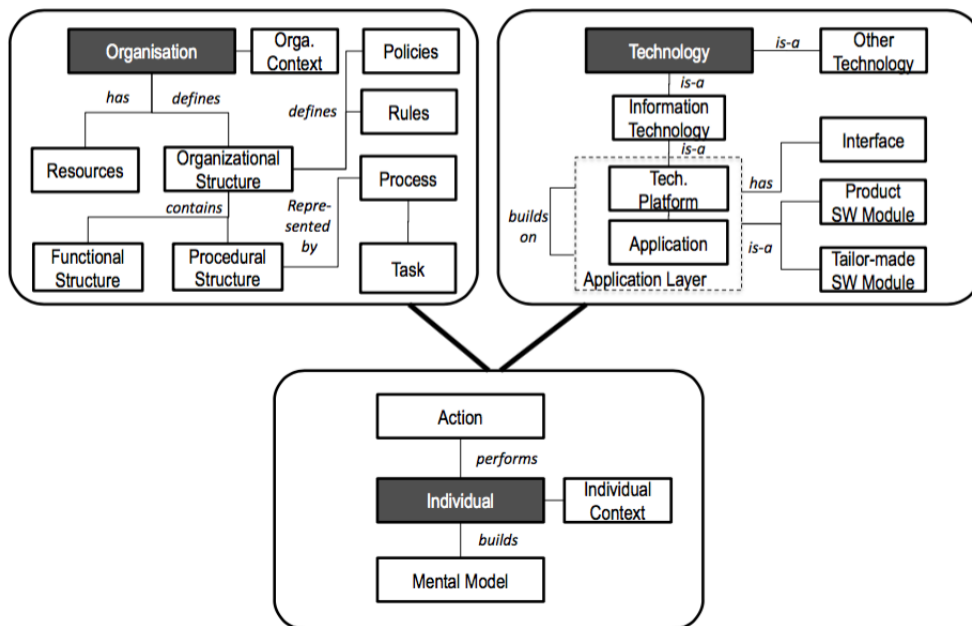 Organisation
Orga.
Context
Policies
has
defines
defines
Rules
Resources
Organizational
Structure
Process
contains
Repre-
sented
by
Functional
Structure
Procedural
Structure
Task
Technology
is-a
Other
Technology
is-a
Information
Technology
is-a
Interface
Tech.
Platform
has
Product
SW Module
builds
on
Application
is-a
Application Layer
Tailor-made
SW Module
Action
performs
Individual
Individual
Context
builds
Mental Model